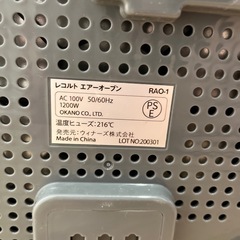 レコルト エアーオーブン RAO-1
AC 100V 50/60Hz
1200W
OKANO CO., LTD.
PS
E
温度ヒューズ：216℃
発売元：ウィナーズ株式会社
Made in China LOT NO:200301